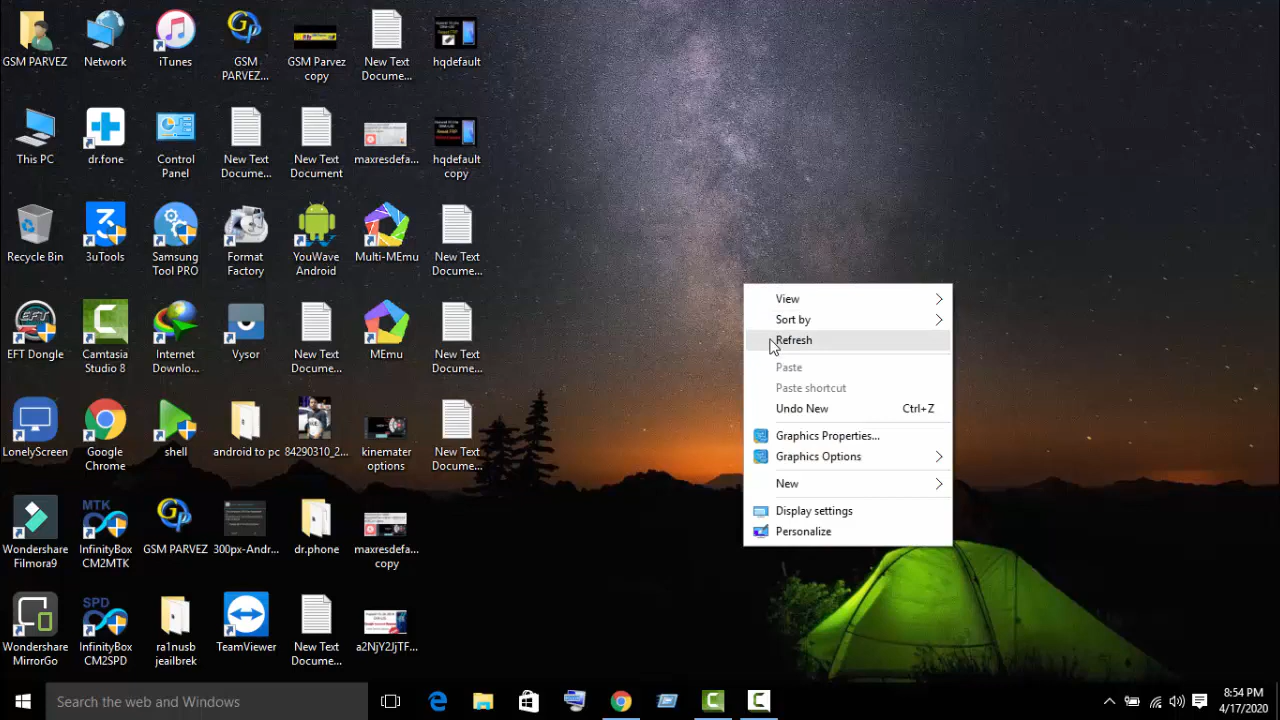 GSM PARVEZ
Network
iTunes
GSM
PARVEZ...
GSM Parvez
copy
New Text
Docume...
hqdefault
This PC
dr.fone
Control
Panel
New Text
Docume...
New Text
Document
maxresdefa...
hqdefault
copy
Recycle Bin
3uTools
Samsung
Tool PRO
Format
Factory
YouWave
Android
Multi-MEmu
New Text
Docume...
EFT Dongle
Camtasia
Studio 8
Internet
Downlo...
Vysor
New Text
Docume...
MEmu
New Text
Docume...
LonelyScreen
Google
Chrome
shell
android to pc
84290310_2...
kinemater
options
New Text
Docume...
Wondershare
Filmora9
MTK
InfinityBox
CM2MTK
GSM PARVEZ
300px-Andr...
dr.phone
maxresdefa...
copy
Wondershare
MirrorGo
SPD
InfinityBox
CM2SPD
ra1nusb
jeailbrek
TeamViewer
New Text
Docume...
a2NjY2JjTF...
View
Sort by
Refresh
Paste
Paste shortcut
Undo New Ctrl+Z
Graphics Properties...
Graphics Options
New
Display settings
Personalize
Search the web and Windows
8:54 PM
4/17/2020